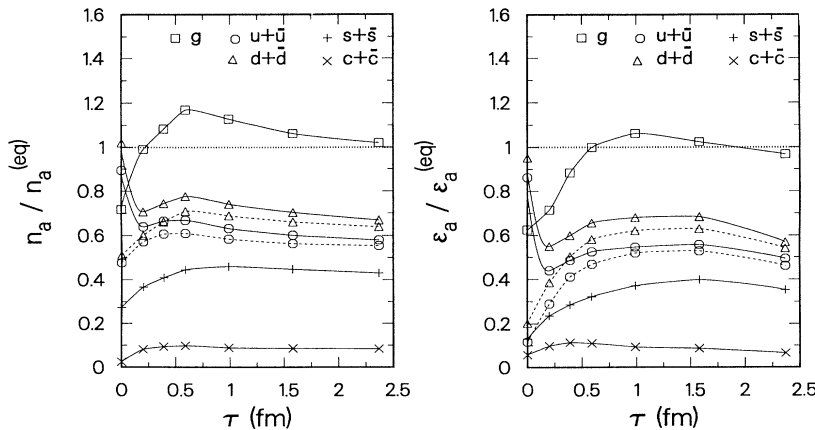 1.6
1.4
1.2
1
0.8
0.6
0.4
0.2
0
n_a / n_a^(eq)
g
u+ū
s+s̄
d+d̄
c+c̄
0 0.5 1 1.5 2 2.5
τ (fm)
1.6
1.4
1.2
1
0.8
0.6
0.4
0.2
0
ε_a / ε_a^(eq)
g
u+ū
s+s̄
d+d̄
c+c̄
0 0.5 1 1.5 2 2.5
τ (fm)